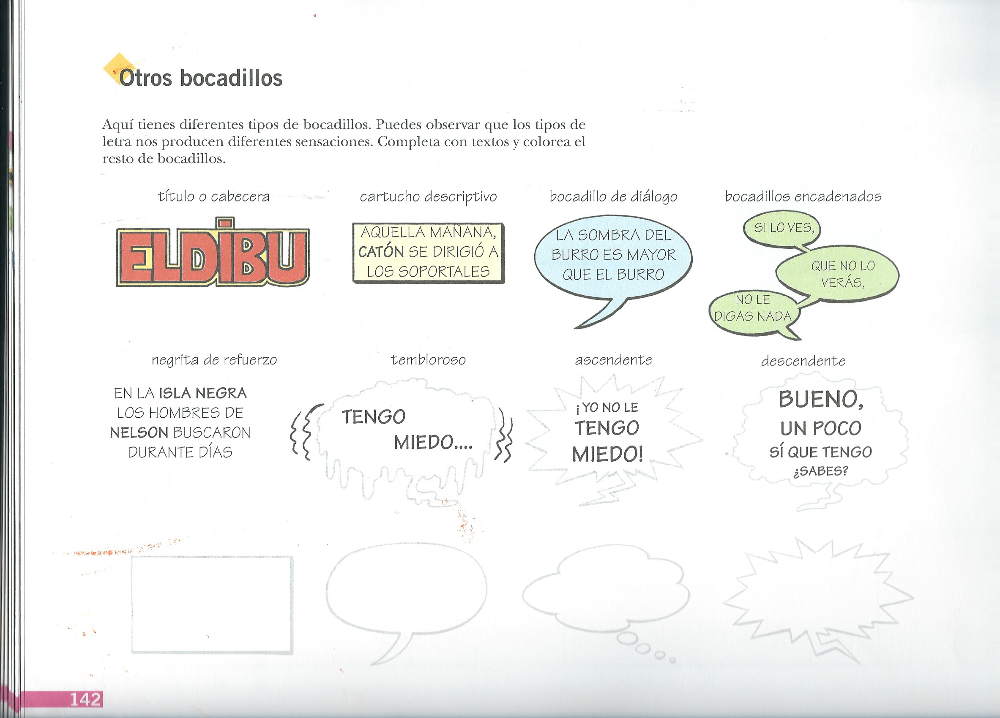 Otros bocadillos
Aquí tienes diferentes tipos de bocadillos. Puedes observar que los tipos de
letra nos producen diferentes sensaciones. Completa con textos y colorea el
resto de bocadillos.
título o cabecera
EL DIBU
cartucho descriptivo
AQUELLA MAÑANA,
CATÓN SE DIRIGIÓ A
LOS SOPORTALES
bocadillo de diálogo
LA SOMBRA DEL
BURRO ES MAYOR
QUE EL BURRO
bocadillos encadenados
SI LO VES,
QUE NO LO
VERÁS,
NO LE
DIGAS NADA
negrita de refuerzo
EN LA ISLA NEGRA
LOS HOMBRES DE
NELSON BUSCARON
DURANTE DÍAS
tembloroso
TENGO
MIEDO....
ascendente
¡YO NO LE
TENGO
MIEDO!
descendente
BUENO,
UN POCO
SÍ QUE TENGO
¿SABES?
142